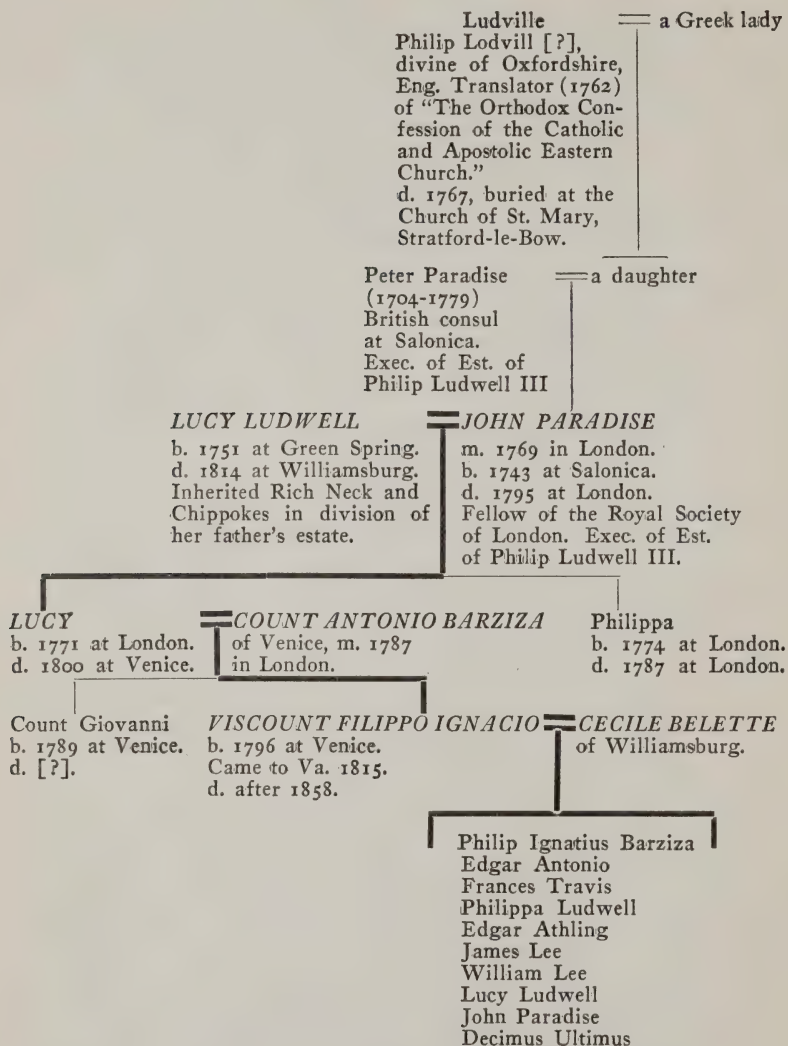 Ludville == a Greek lady
Philip Lodvill [?],
divine of Oxfordshire,
Eng. Translator (1762)
of "The Orthodox Con-
fession of the Catholic
and Apostolic Eastern
Church."
d. 1767, buried at the
Church of St. Mary,
Stratford-le-Bow.
Peter Paradise == a daughter
(1704-1779)
British consul
at Salonica.
Exec. of Est. of
Philip Ludwell III
LUCY LUDWELL == JOHN PARADISE
b. 1751 at Green Spring.
d. 1814 at Williamsburg.
Inherited Rich Neck and
Chippokes in division of
her father's estate.
m. 1769 in London.
b. 1743 at Salonica.
d. 1795 at London.
Fellow of the Royal Society
of London. Exec. of Est.
of Philip Ludwell III.
LUCY == COUNT ANTONIO BARZIZA
b. 1771 at London.
d. 1800 at Venice.
of Venice, m. 1787
in London.
Philippa
b. 1774 at London.
d. 1787 at London.
Count Giovanni
b. 1789 at Venice.
d. [?].
VISCOUNT FILIPPO IGNACIO == CECILE BELETTE
b. 1796 at Venice.
Came to Va. 1815.
d. after 1858.
of Williamsburg.
Philip Ignatius Barziza
Edgar Antonio
Frances Travis
Philippa Ludwell
Edgar Athling
James Lee
William Lee
Lucy Ludwell
John Paradise
Decimus Ultimus